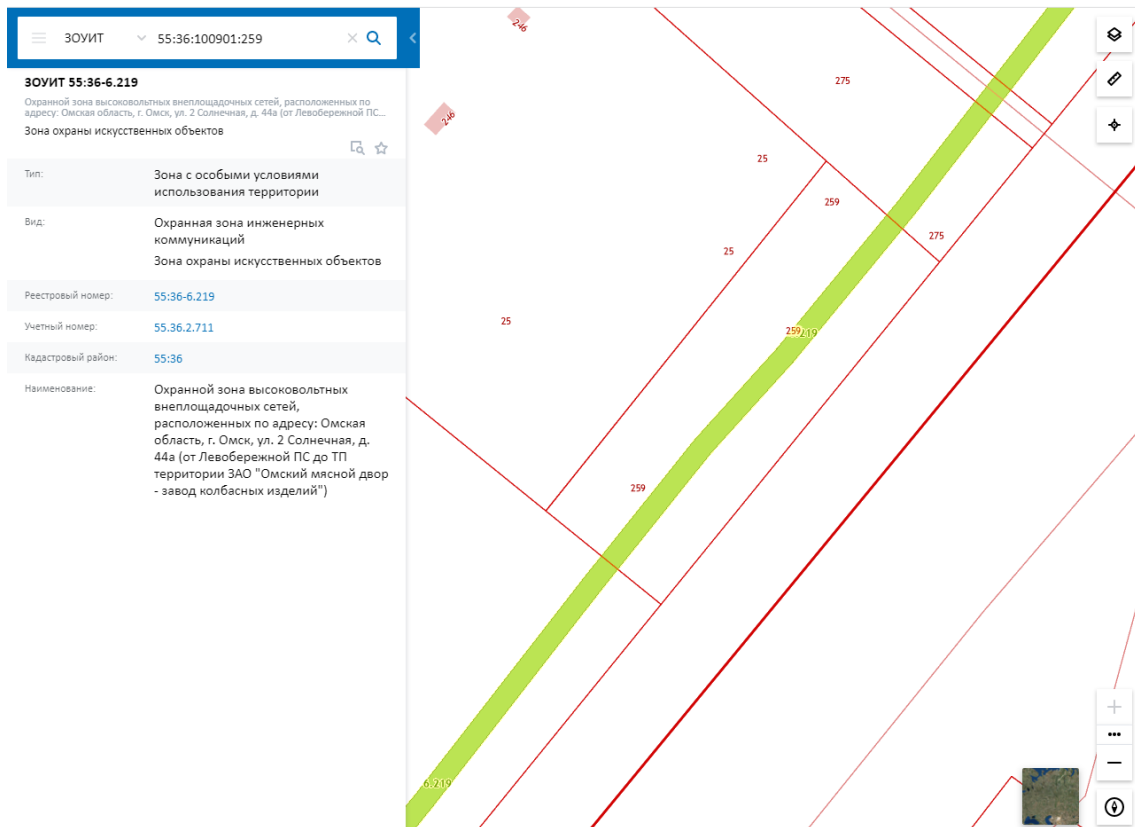 ЗОУИТ 55:36:100901:259
ЗОУИТ 55:36-6.219
Охранной зона высоковольтных внеплощадочных сетей, расположенных по
адресу: Омская область, г. Омск, ул. 2 Солнечная, д. 44а (от Левобережной ПС...
Зона охраны искусственных объектов
Тип: Зона с особыми условиями
использования территории
Вид: Охранная зона инженерных
коммуникаций
Зона охраны искусственных объектов
Реестровый номер: 55:36-6.219
Учетный номер: 55.36.2.711
Кадастровый район: 55:36
Наименование: Охранной зона высоковольтных
внеплощадочных сетей,
расположенных по адресу: Омская
область, г. Омск, ул. 2 Солнечная, д.
44а (от Левобережной ПС до ТП
территории ЗАО "Омский мясной двор
- завод колбасных изделий")
246
275
246
25
259
275
25
25
259
259
6.219